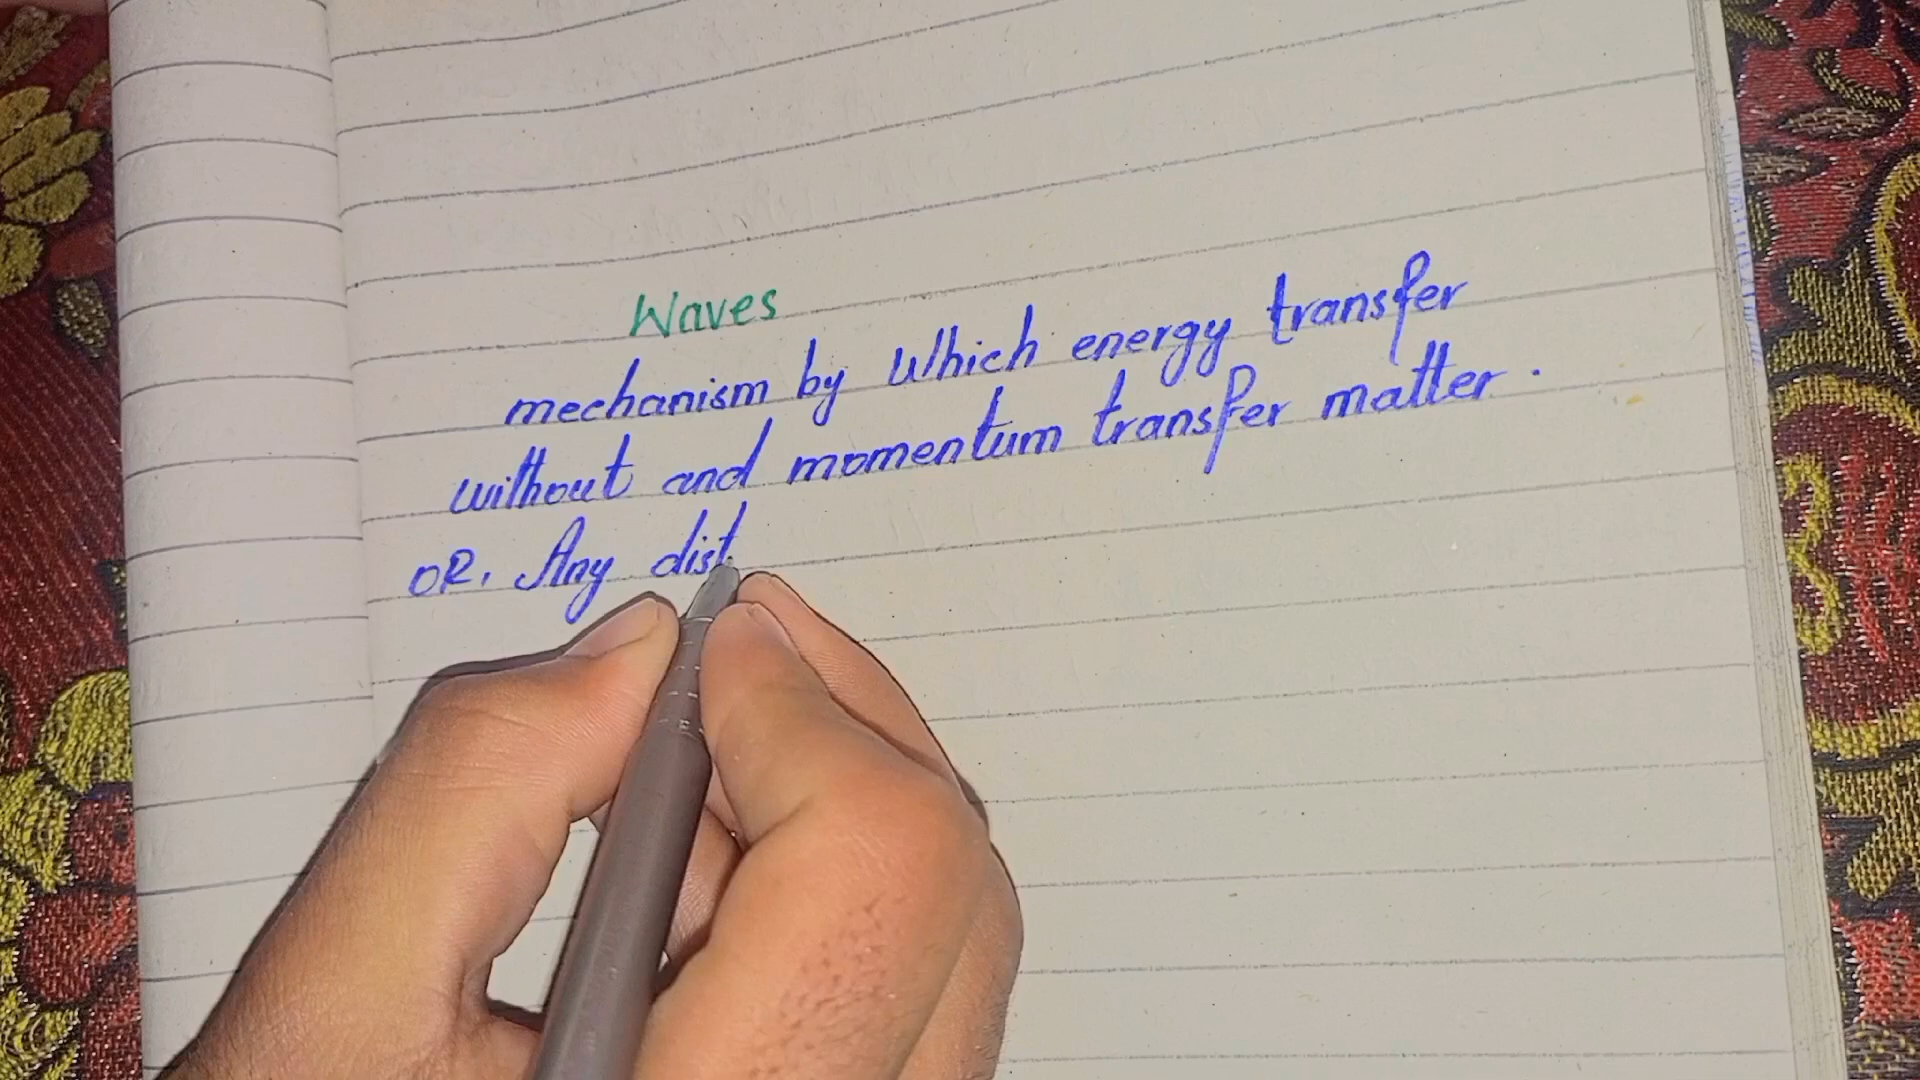 Waves
mechanism by which energy transfer
without and momentum transfer matter.
OR. Any dist